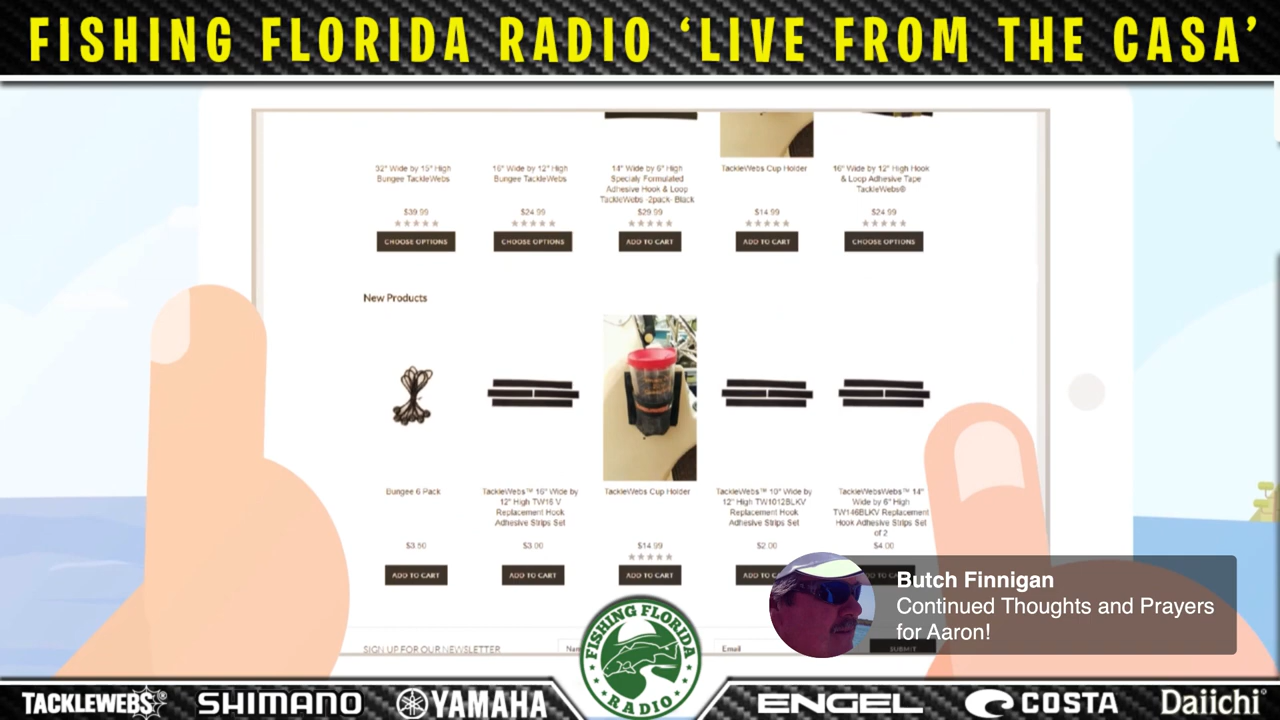 FISHING FLORIDA RADIO ‘LIVE FROM THE CASA’
32" Wide by 15" High
Bungee TackleWebs
$39.99
CHOOSE OPTIONS
16" Wide by 12" High
Bungee TackleWebs
$24.99
CHOOSE OPTIONS
14" Wide by 6" High
Specialy Formulated
Adhesive Hook & Loop
TackleWebs -2pack- Black
$29.99
ADD TO CART
TackleWebs Cup Holder
$14.99
ADD TO CART
16" Wide by 12" High Hook
& Loop Adhesive Tape
TackleWebs®
$24.99
CHOOSE OPTIONS
New Products
Bungee 6 Pack
$3.50
ADD TO CART
TackleWebs™ 16" Wide by
12" High TW16 V
Replacement Hook
Adhesive Strips Set
$3.00
ADD TO CART
TackleWebs Cup Holder
$14.99
ADD TO CART
TackleWebs™ 10" Wide by
12" High TW1012BLKV
Replacement Hook
Adhesive Strips Set
$2.00
ADD TO C
TackleWebsWebs™ 14"
Wide by 6" High
TW146BLKV Replacement
Hook Adhesive Strips Set
of 2
$4.00
TO CART
Butch Finnigan
Continued Thoughts and Prayers
for Aaron!
SIGN UP FOR OUR NEWSLETTER
Nam
Email
SUBMIT
FISHING FLORIDA
RADIO
TACKLEWEBS®
SHIMANO
YAMAHA
ENGEL
COSTA
Daiichi®